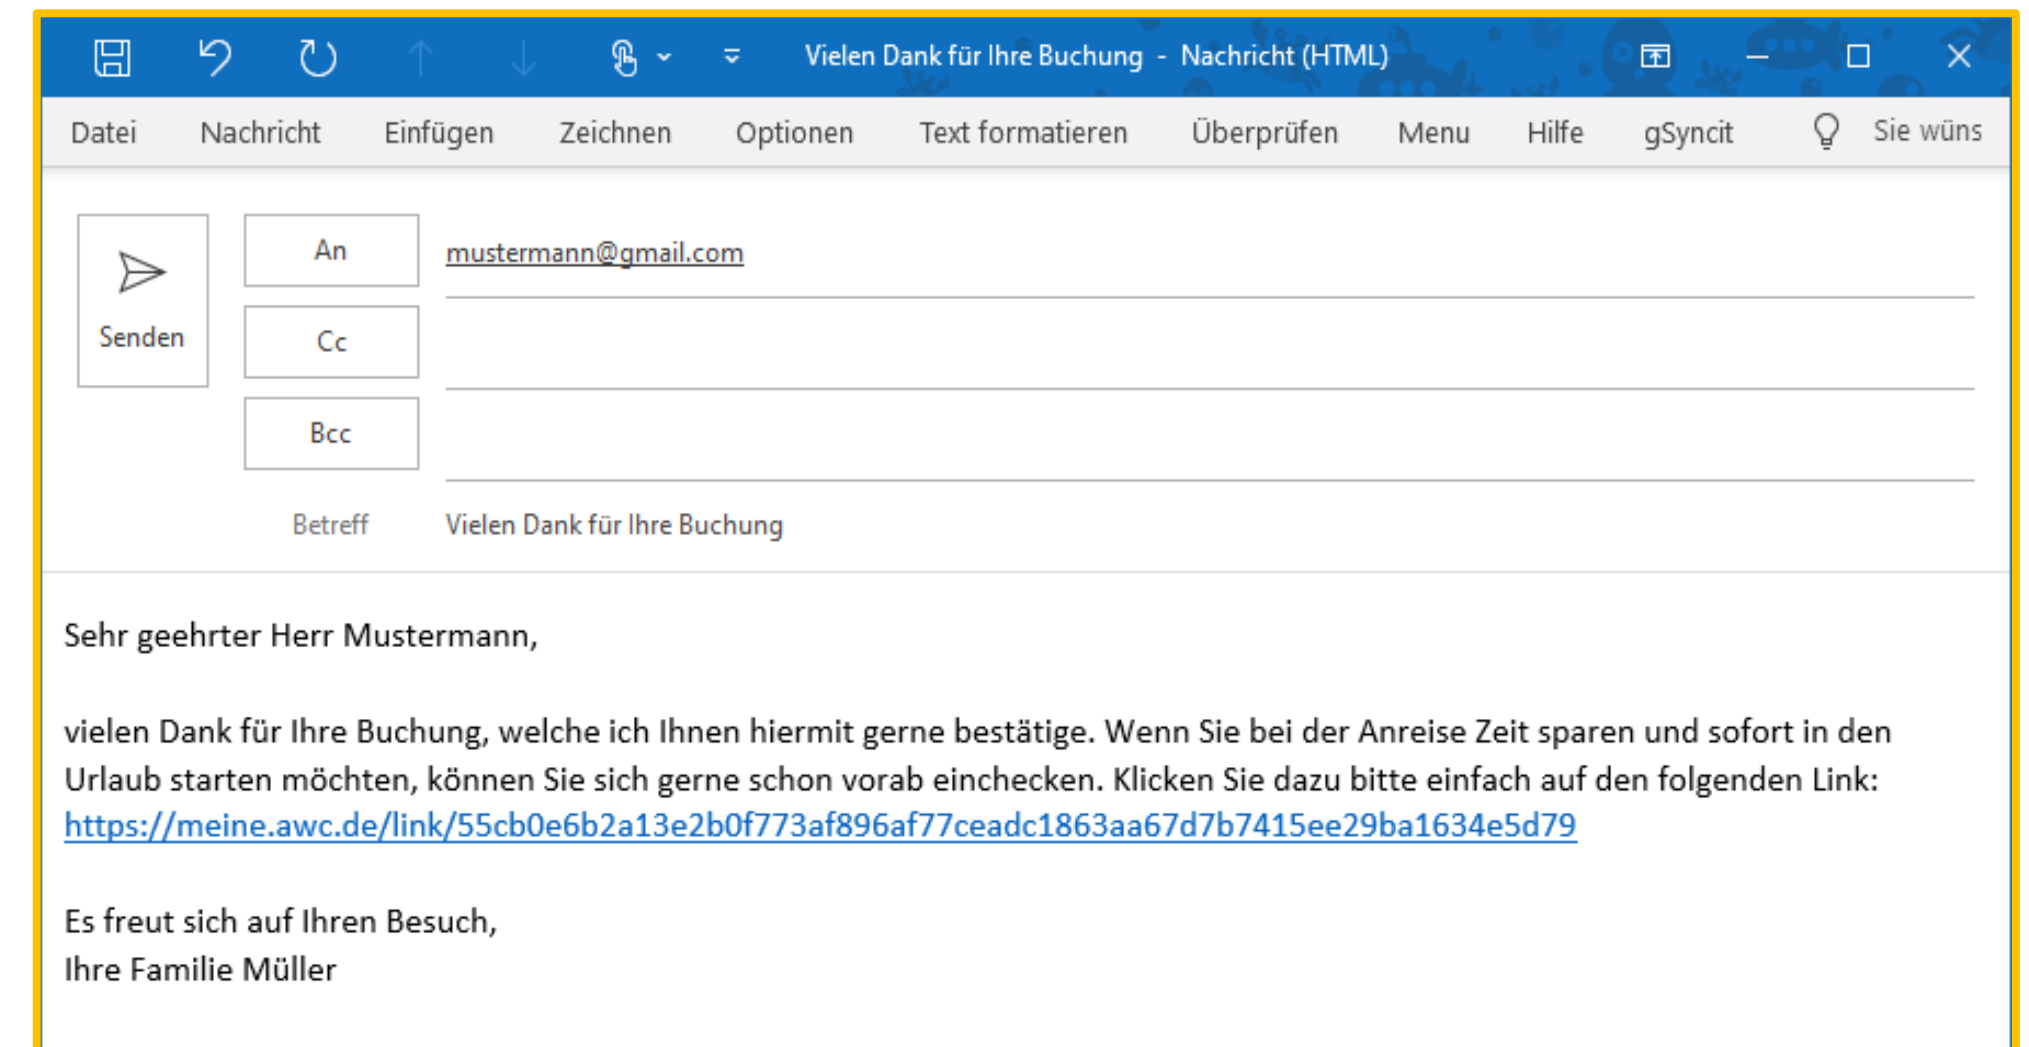 Vielen Dank für Ihre Buchung - Nachricht (HTML)
Datei Nachricht Einfügen Zeichnen Optionen Text formatieren Überprüfen Menu Hilfe gSyncit Sie wüns
An mustermann@gmail.com
Senden
Cc
Bcc
Betreff Vielen Dank für Ihre Buchung
Sehr geehrter Herr Mustermann,
vielen Dank für Ihre Buchung, welche ich Ihnen hiermit gerne bestätige. Wenn Sie bei der Anreise Zeit sparen und sofort in den
Urlaub starten möchten, können Sie sich gerne schon vorab einchecken. Klicken Sie dazu bitte einfach auf den folgenden Link:
https://meine.awc.de/link/55cb0e6b2a13e2b0f773af896af77ceadc1863aa67d7b7415ee29ba1634e5d79
Es freut sich auf Ihren Besuch,
Ihre Familie Müller